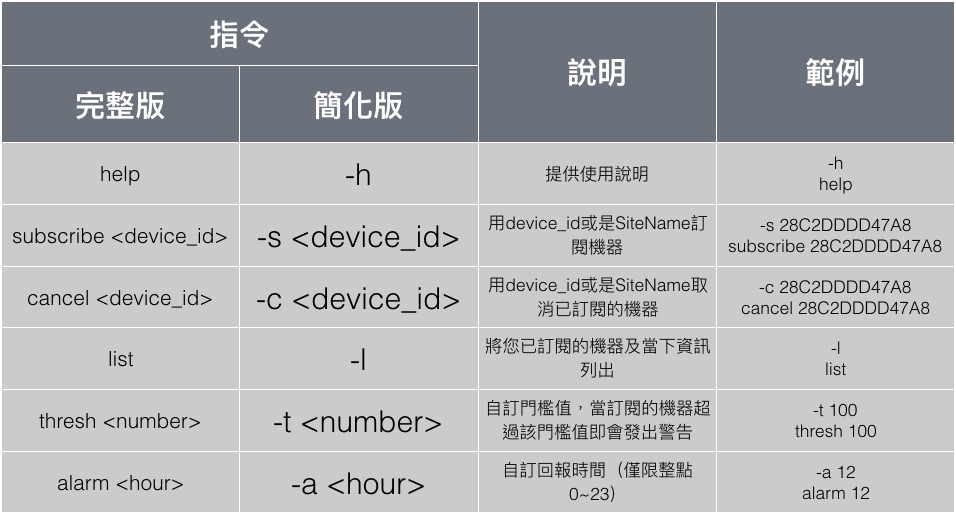 指令
說明
範例
完整版
簡化版
help
-h
提供使用說明
-h
help
subscribe <device_id>
-s <device_id>
用device_id或是SiteName訂
閱機器
-s 28C2DDDD47A8
subscribe 28C2DDDD47A8
cancel <device_id>
-c <device_id>
用device_id或是SiteName取
消已訂閱的機器
-c 28C2DDDD47A8
cancel 28C2DDDD47A8
list
-l
將您已訂閱的機器及當下資訊
列出
-l
list
thresh <number>
-t <number>
自訂門檻值，當訂閱的機器超
過該門檻值即會發出警告
-t 100
thresh 100
alarm <hour>
-a <hour>
自訂回報時間（僅限整點
0~23）
-a 12
alarm 12